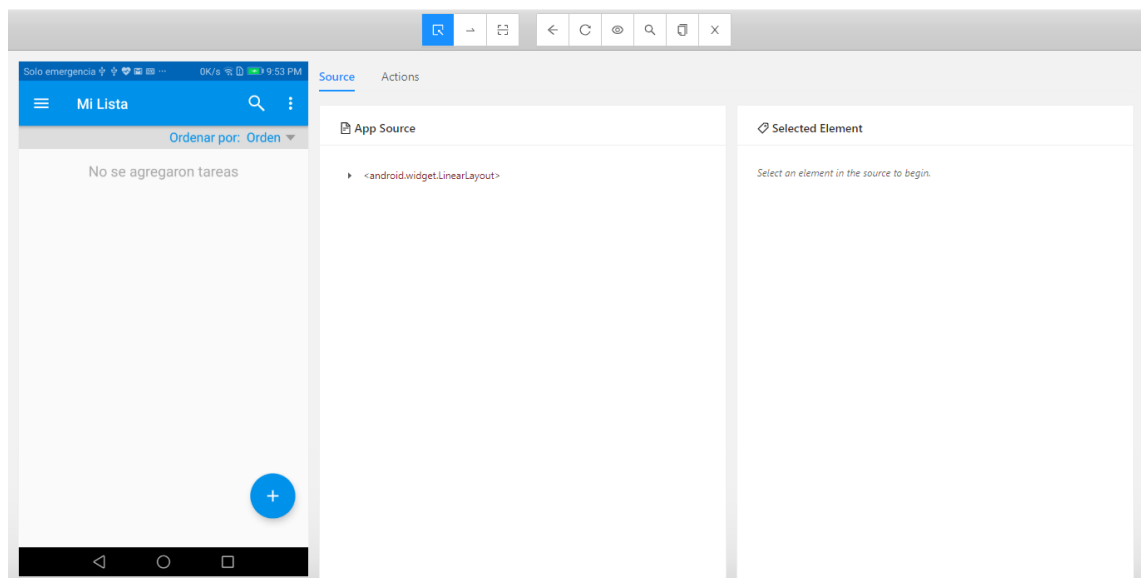 Solo emergencia ... 0K/s 9:53 PM
Mi Lista
Ordenar por: Orden
No se agregaron tareas
+
Source Actions
App Source
<android.widget.LinearLayout>
Selected Element
Select an element in the source to begin.